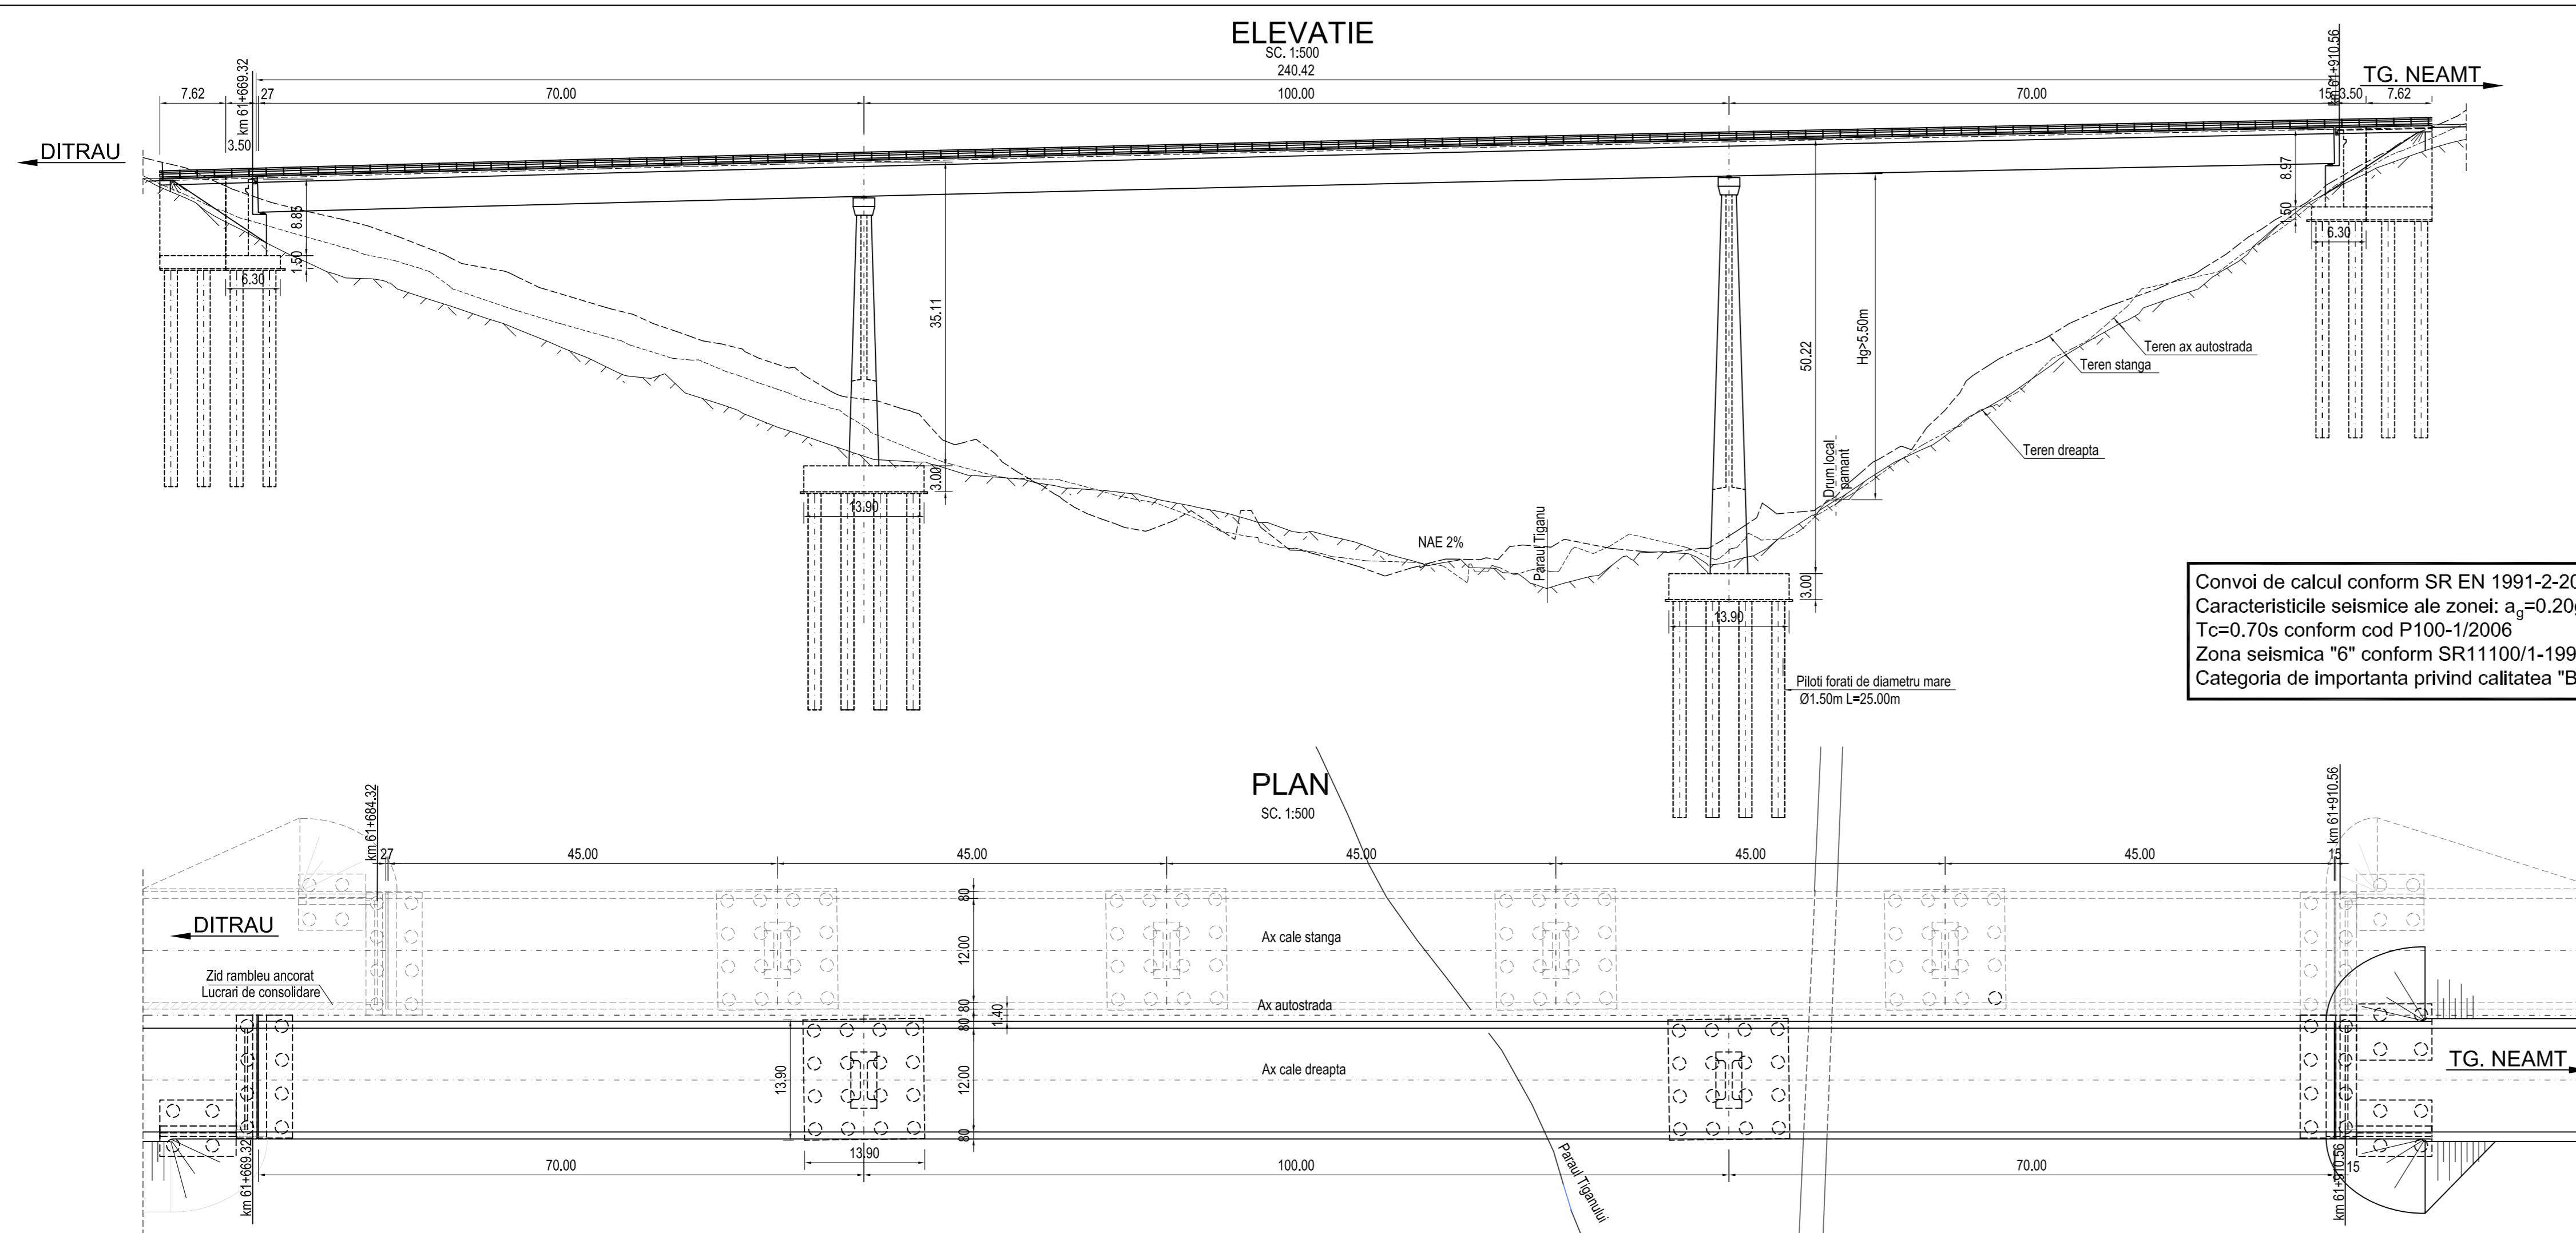 ELEVATIE
SC. 1:500
240.42
7.62
3.50
km 61+669.32
27
70.00
100.00
70.00
15
km 61+910.56
3.50
7.62
TG. NEAMT
DITRAU
8.85
1.50
6.30
35.11
3.00
13.90
50.22
Hg>5.50m
3.00
13.90
8.97
1.50
6.30
Teren ax autostrada
Teren stanga
Teren dreapta
Drum local
pamant
NAE 2%
Paraul Tiganu
Piloti forati de diametru mare
Ø1.50m L=25.00m
Convoi de calcul conform SR EN 1991-2-20
Caracteristicile seismice ale zonei: ag=0.20g
Tc=0.70s conform cod P100-1/2006
Zona seismica "6" conform SR11100/1-199
Categoria de importanta privind calitatea "B
PLAN
SC. 1:500
km 61+684.32
27
45.00
45.00
45.00
45.00
45.00
15
km 61+910.56
DITRAU
80
12.00
80
80
12.00
80
1.40
Ax cale stanga
Zid rambleu ancorat
Lucrari de consolidare
Ax autostrada
Ax cale dreapta
13.90
13.90
TG. NEAMT
km 61+669.32
70.00
100.00
70.00
15
km 61+910.56
Paraul Tiganului